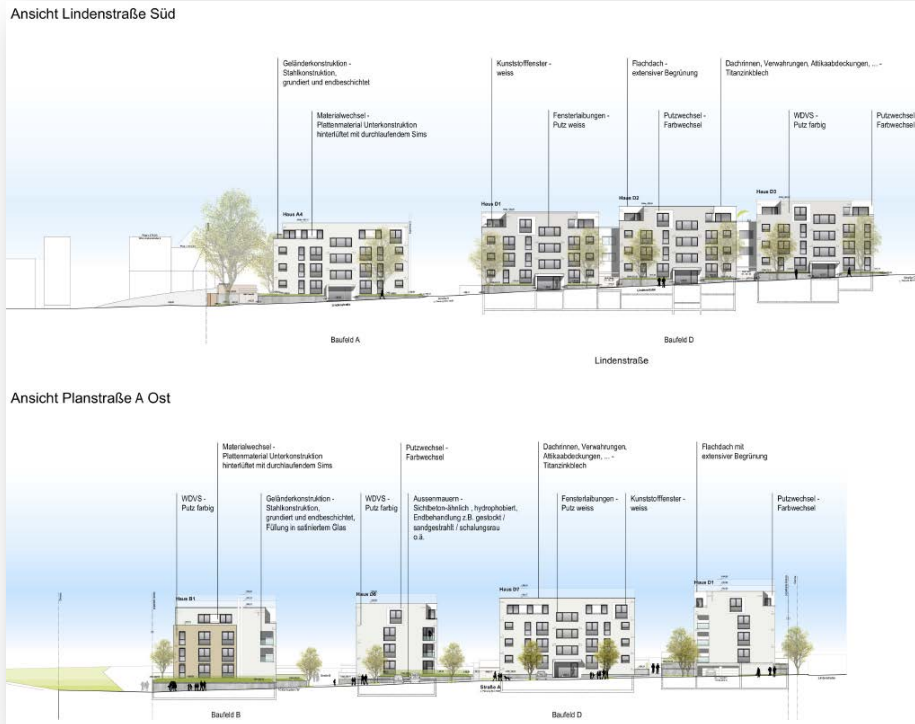 Ansicht Lindenstraße Süd
Geländerkonstruktion -
Stahlkonstruktion,
grundiert und endbeschichtet
Kunststofffenster -
weiss
Flachdach -
extensiver Begrünung
Dachrinnen, Verwahrungen, Attikaabdeckungen, ... -
Titanzinkblech
Materialwechsel -
Plattenmaterial Unterkonstruktion
hinterlüftet mit durchlaufendem Sims
Fensterlaibungen -
Putz weiss
Putzwechsel -
Farbwechsel
WDVS -
Putz farbig
Putzwechsel
Farbwechsel
Haus A4
Haus D1
Haus D2
Haus D3
Baufeld A
Baufeld D
Lindenstraße
Ansicht Planstraße A Ost
Materialwechsel -
Plattenmaterial Unterkonstruktion
hinterlüftet mit durchlaufendem Sims
Putzwechsel -
Farbwechsel
Dachrinnen, Verwahrungen,
Attikaabdeckungen, ... -
Titanzinkblech
Flachdach mit
extensiver Begrünung
WDVS -
Putz farbig
Geländerkonstruktion -
Stahlkonstruktion,
grundiert und endbeschichtet,
Füllung in satiniertem Glas
WDVS -
Putz farbig
Aussenmauern -
Sichtbeton-ähnlich , hydrophobiert,
Endbehandlung z.B. gestockt /
sandgestrahlt / schalungsrau
o.ä.
Fensterlaibungen -
Putz weiss
Kunststofffenster -
weiss
Putzwechsel -
Farbwechsel
Haus B1
Haus D6
Haus D7
Haus D1
Straße A
Baufeld B
Baufeld D